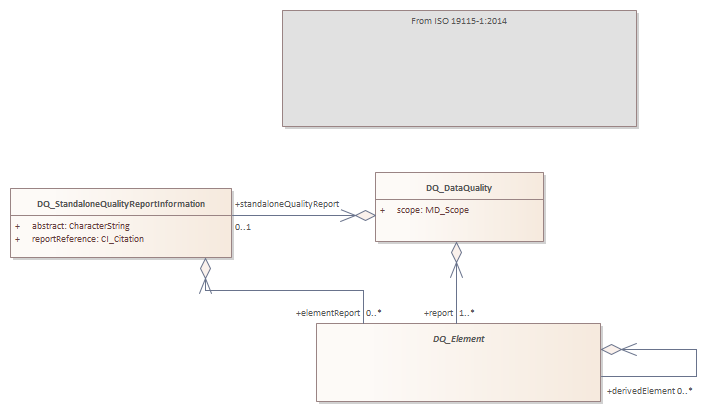 From ISO 19115-1:2014
DQ_StandaloneQualityReportInformation
+ abstract: CharacterString
+ reportReference: CI_Citation
+standaloneQualityReport
0..1
DQ_DataQuality
+ scope: MD_Scope
+elementReport 0..*
+report 1..*
DQ_Element
+derivedElement 0..*